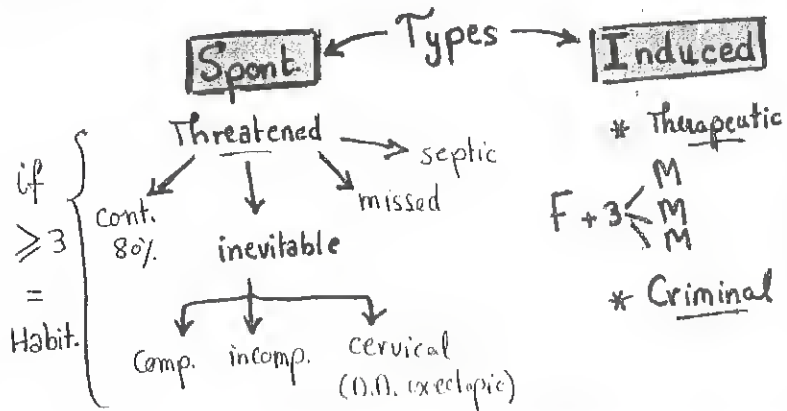 Types
Spont.
Induced
Threatened
septic
missed
cont.
80%
inevitable
Comp. incomp. cervical
if
≥ 3
=
Habit.
* Therapeutic
F + 3
M
M
M
* Criminal